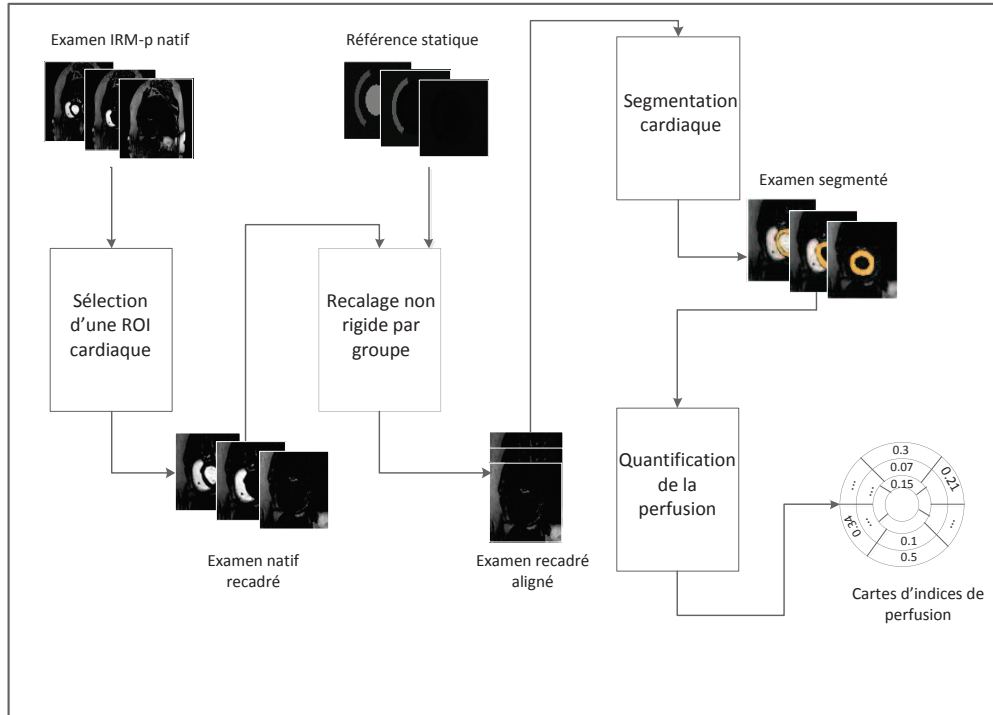 Examen IRM-p natif
Référence statique
Sélection
d'une ROI
cardiaque
Examen natif
recadré
Recalage non
rigide par
groupe
Examen recadré
aligné
Segmentation
cardiaque
Examen segmenté
Quantification
de la
perfusion
0.3
0.07
0.15
0.21
...
...
...
...
0.34
0.1
0.5
Cartes d'indices de
perfusion